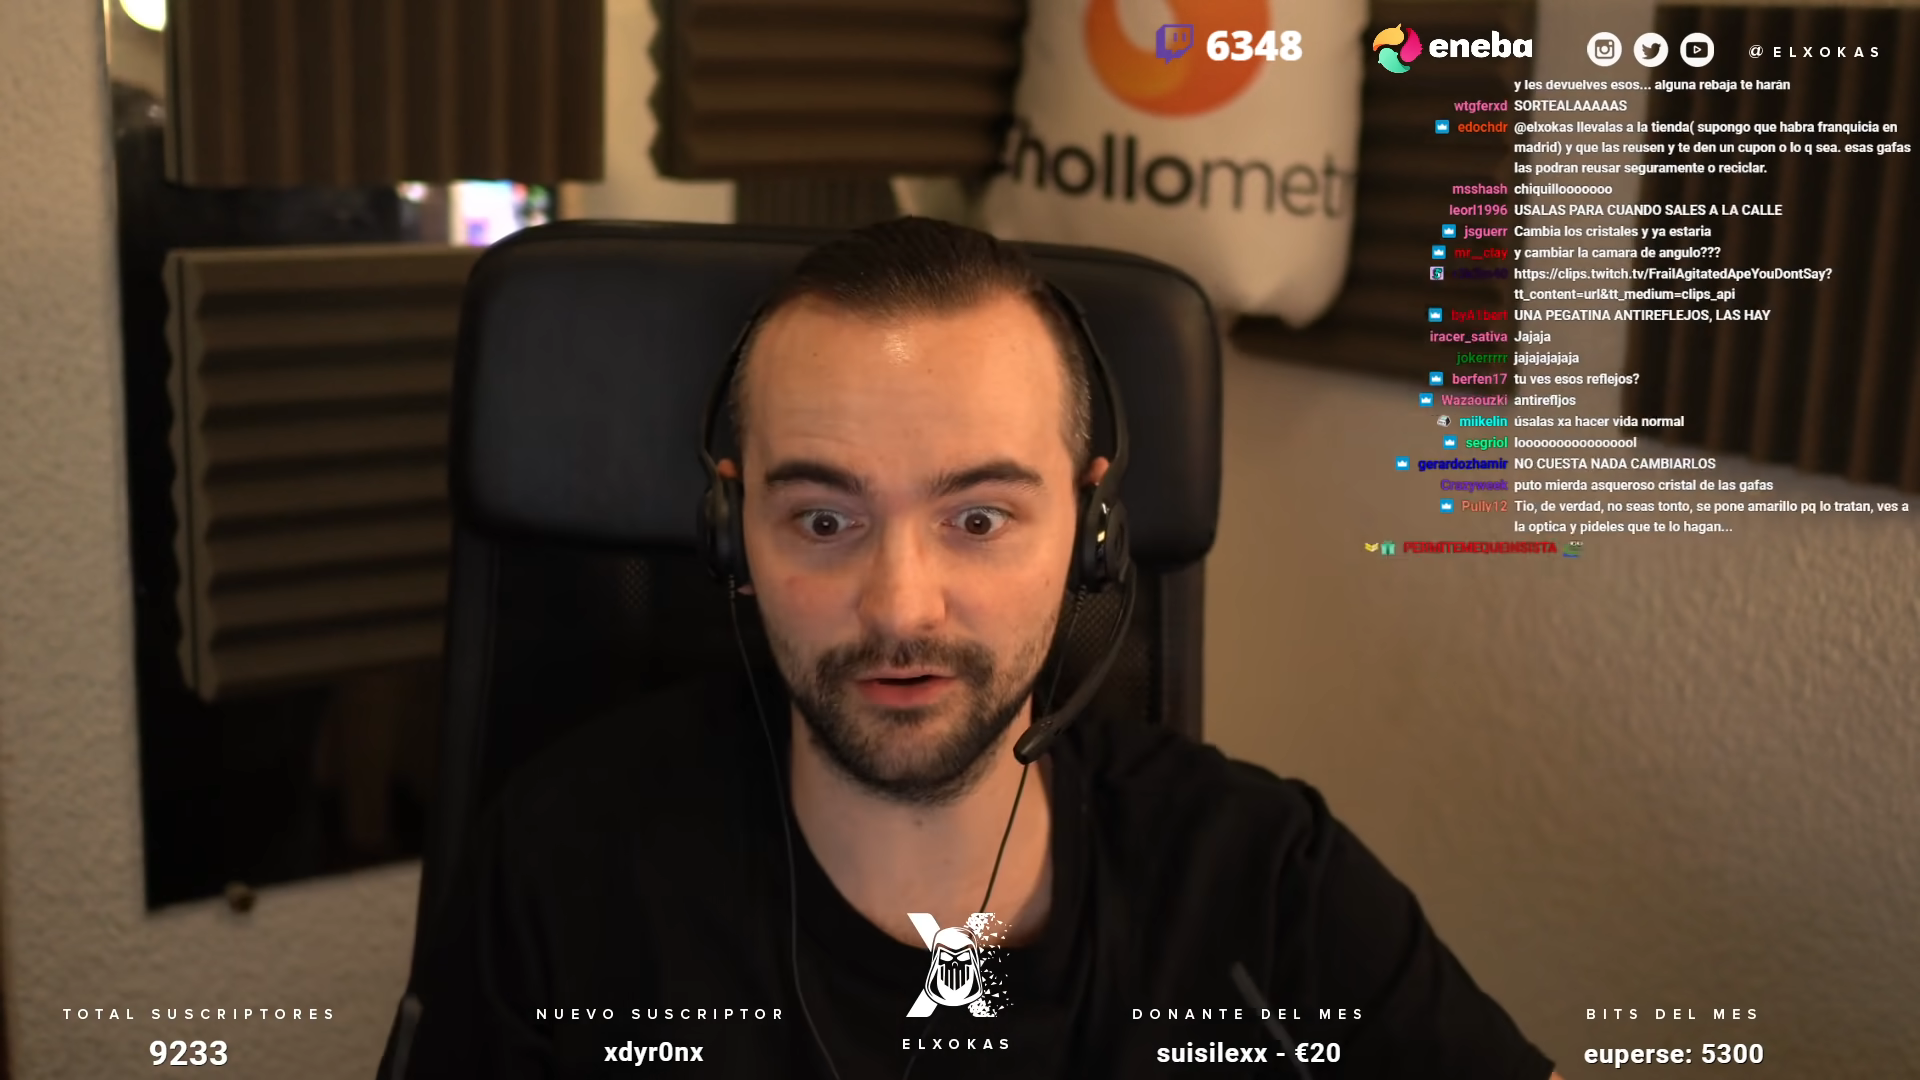 6348
eneba
@ELXOKAS
hollomet
y les devuelves esos... alguna rebaja te harán
wtgferxd SORTEALAAAAAS
edochdr @elxokas llevalas a la tienda( supongo que habra franquicia en
madrid) y que las reusen y te den un cupon o lo q sea. esas gafas
las podran reusar seguramente o reciclar.
msshash chiquillooooooo
leorl1996 USALAS PARA CUANDO SALES A LA CALLE
jsguerr Cambia los cristales y ya estaria
mr__clay y cambiar la camara de angulo???
https://clips.twitch.tv/FrailAgitatedApeYouDontSay?
tt_content=url&tt_medium=clips_api
byA1bert UNA PEGATINA ANTIREFLEJOS, LAS HAY
iracer_sativa Jajaja
jokerrrrr jajajajajaja
berfen17 tu ves esos reflejos?
Wazaouzki antirefljos
miikelin úsalas xa hacer vida normal
segriol loooooooooooooool
gerardozhamir NO CUESTA NADA CAMBIARLOS
Crazyweek puto mierda asqueroso cristal de las gafas
Pully12 Tio, de verdad, no seas tonto, se pone amarillo pq lo tratan, ves a
la optica y pideles que te lo hagan...
PERMITEMEQUEINSISTA
TOTAL SUSCRIPTORES
9233
NUEVO SUSCRIPTOR
xdyr0nx
ELXOKAS
DONANTE DEL MES
suisilexx - €20
BITS DEL MES
euperse: 5300